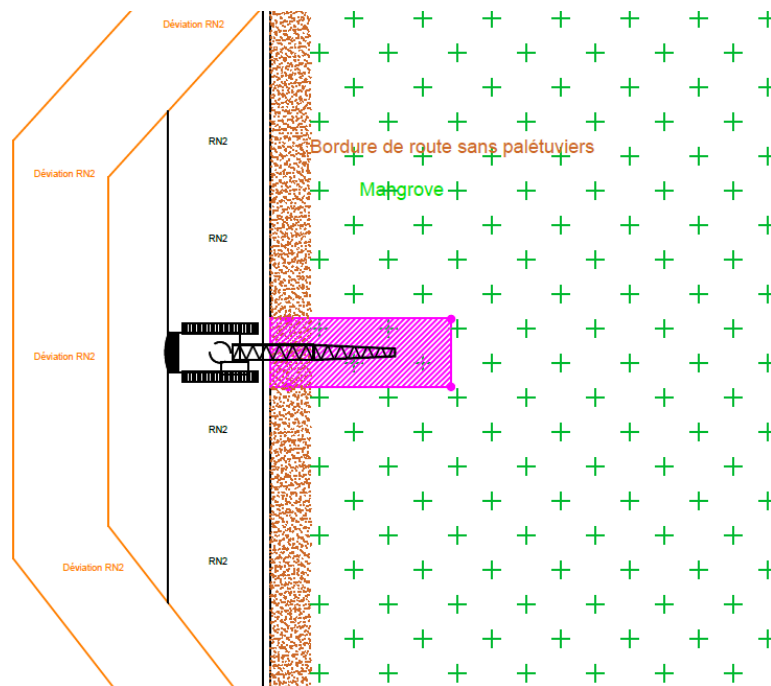 Déviation RN2
RN2
Bordure de route sans palétuviers
Déviation RN2
Mangrove
RN2
Déviation RN2
RN2
RN2
Déviation RN2